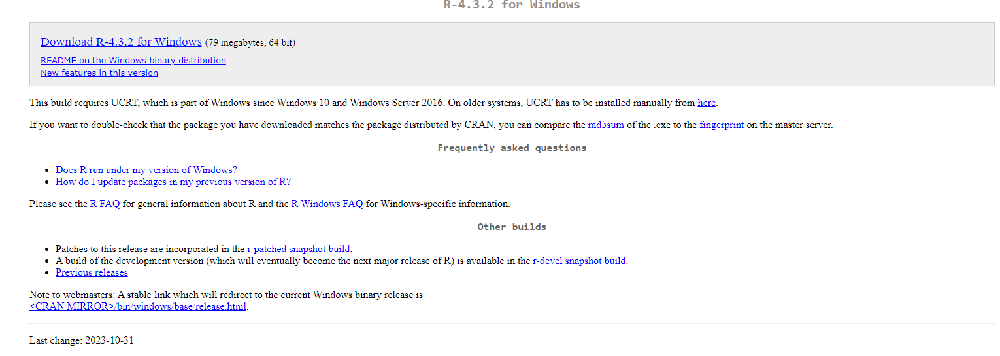 R-4.3.2 for Windows
Download R-4.3.2 for Windows (79 megabytes, 64 bit)
README on the Windows binary distribution
New features in this version
This build requires UCRT, which is part of Windows since Windows 10 and Windows Server 2016. On older systems, UCRT has to be installed manually from here.
If you want to double-check that the package you have downloaded matches the package distributed by CRAN, you can compare the md5sum of the .exe to the fingerprint on the master server.
Frequently asked questions
• Does R run under my version of Windows?
• How do I update packages in my previous version of R?
Please see the R FAQ for general information about R and the R Windows FAQ for Windows-specific information.
Other builds
• Patches to this release are incorporated in the r-patched snapshot build.
• A build of the development version (which will eventually become the next major release of R) is available in the r-devel snapshot build.
• Previous releases
Note to webmasters: A stable link which will redirect to the current Windows binary release is
<CRAN MIRROR>/bin/windows/base/release.html.
Last change: 2023-10-31